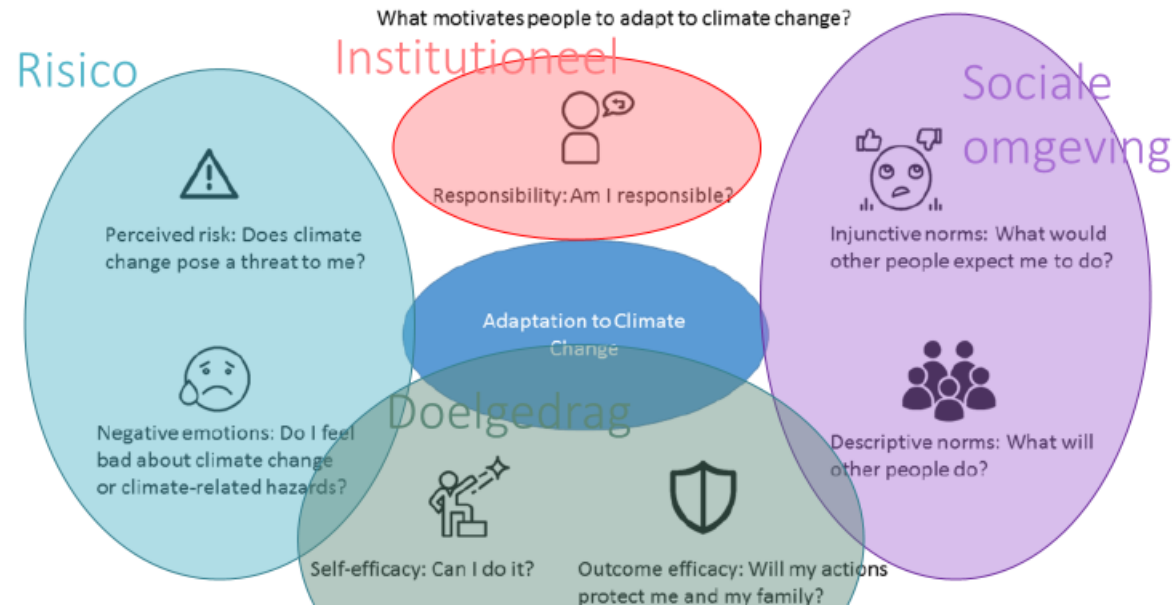 What motivates people to adapt to climate change?
Risico
Institutioneel
Sociale
omgeving
Responsibility: Am I responsible?
Perceived risk: Does climate
change pose a threat to me?
Injunctive norms: What would
other people expect me to do?
Adaptation to Climate
Change
Doelgedrag
Negative emotions: Do I feel
bad about climate change
or climate-related hazards?
Descriptive norms: What will
other people do?
Self-efficacy: Can I do it?
Outcome efficacy: Will my actions
protect me and my family?